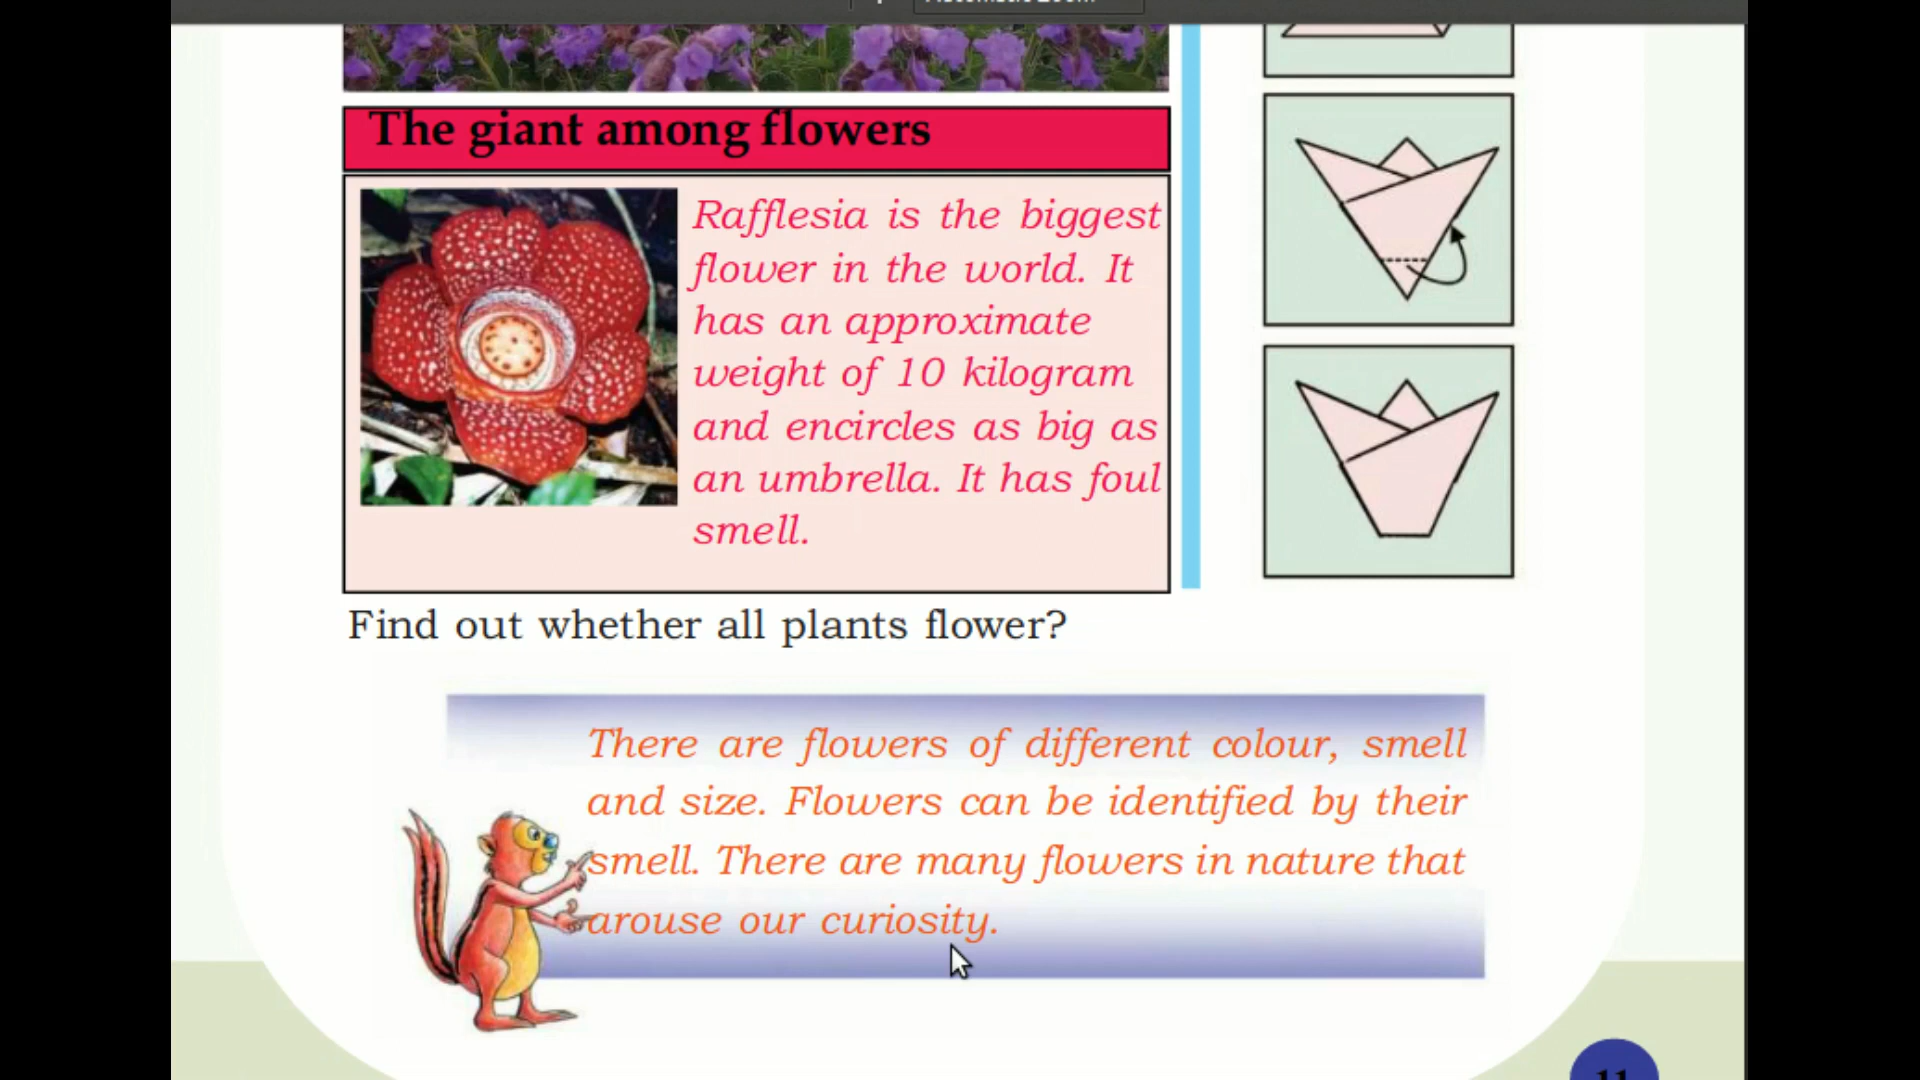 The giant among flowers
Rafflesia is the biggest
flower in the world. It
has an approximate
weight of 10 kilogram
and encircles as big as
an umbrella. It has foul
smell.
Find out whether all plants flower?
There are flowers of different colour, smell
and size. Flowers can be identified by their
smell. There are many flowers in nature that
arouse our curiosity.
11